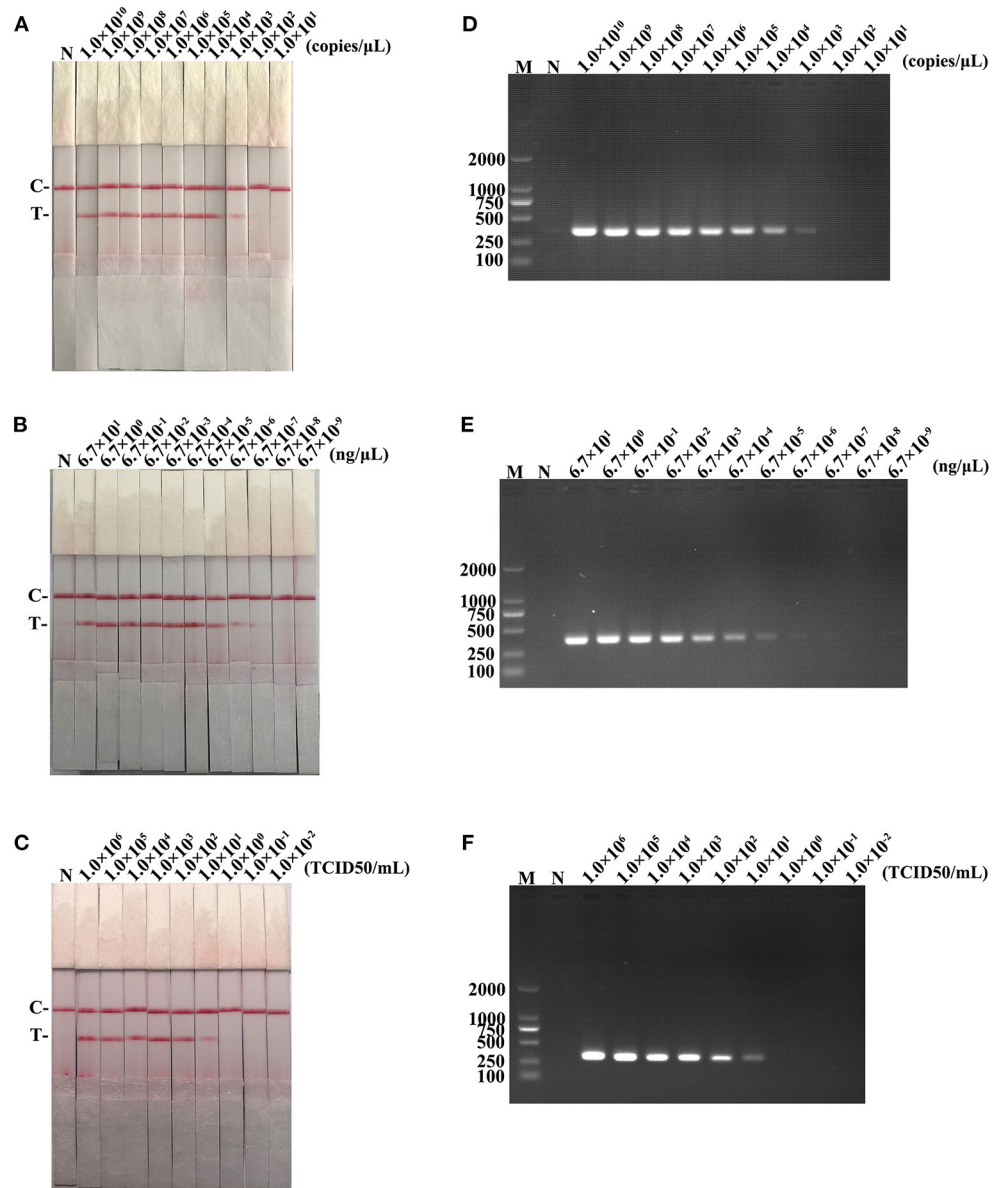 A
N 1.0×10¹⁰ 1.0×10⁹ 1.0×10⁸ 1.0×10⁷ 1.0×10⁶ 1.0×10⁵ 1.0×10⁴ 1.0×10³ 1.0×10² 1.0×10¹ (copies/μL)
C-
T-
D
M N 1.0×10¹⁰ 1.0×10⁹ 1.0×10⁸ 1.0×10⁷ 1.0×10⁶ 1.0×10⁵ 1.0×10⁴ 1.0×10³ 1.0×10² 1.0×10¹ (copies/μL)
2000
1000
750
500
250
100
B
N 6.7×10¹ 6.7×10⁰ 6.7×10⁻¹ 6.7×10⁻² 6.7×10⁻³ 6.7×10⁻⁴ 6.7×10⁻⁵ 6.7×10⁻⁶ 6.7×10⁻⁷ 6.7×10⁻⁸ 6.7×10⁻⁹ (ng/μL)
C-
T-
E
M N 6.7×10¹ 6.7×10⁰ 6.7×10⁻¹ 6.7×10⁻² 6.7×10⁻³ 6.7×10⁻⁴ 6.7×10⁻⁵ 6.7×10⁻⁶ 6.7×10⁻⁷ 6.7×10⁻⁸ 6.7×10⁻⁹ (ng/μL)
2000
1000
750
500
250
100
C
N 1.0×10⁶ 1.0×10⁵ 1.0×10⁴ 1.0×10³ 1.0×10² 1.0×10¹ 1.0×10⁰ 1.0×10⁻¹ 1.0×10⁻² (TCID50/mL)
C-
T-
F
M N 1.0×10⁶ 1.0×10⁵ 1.0×10⁴ 1.0×10³ 1.0×10² 1.0×10¹ 1.0×10⁰ 1.0×10⁻¹ 1.0×10⁻² (TCID50/mL)
2000
1000
750
500
250
100